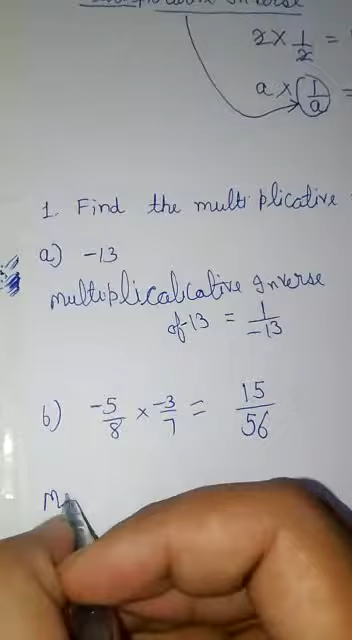 2 × 1/2 =
a × 1/a =
1. Find the multiplicative
a) -13
multiplicalicative Inverse
of -13 = 1/-13
b) -5/8 × -3/7 = 15/56
M